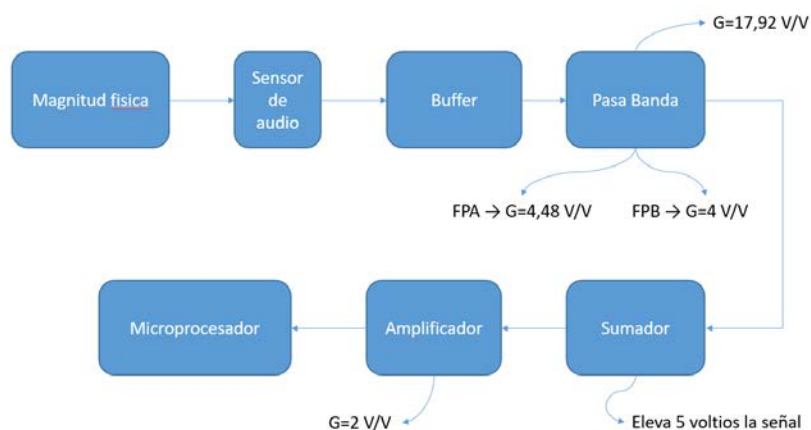 G=17,92 V/V
Magnitud fisica
Sensor
de
audio
Buffer
Pasa Banda
FPA → G=4,48 V/V
FPB → G=4 V/V
Microprocesador
Amplificador
Sumador
G=2 V/V
Eleva 5 voltios la señal